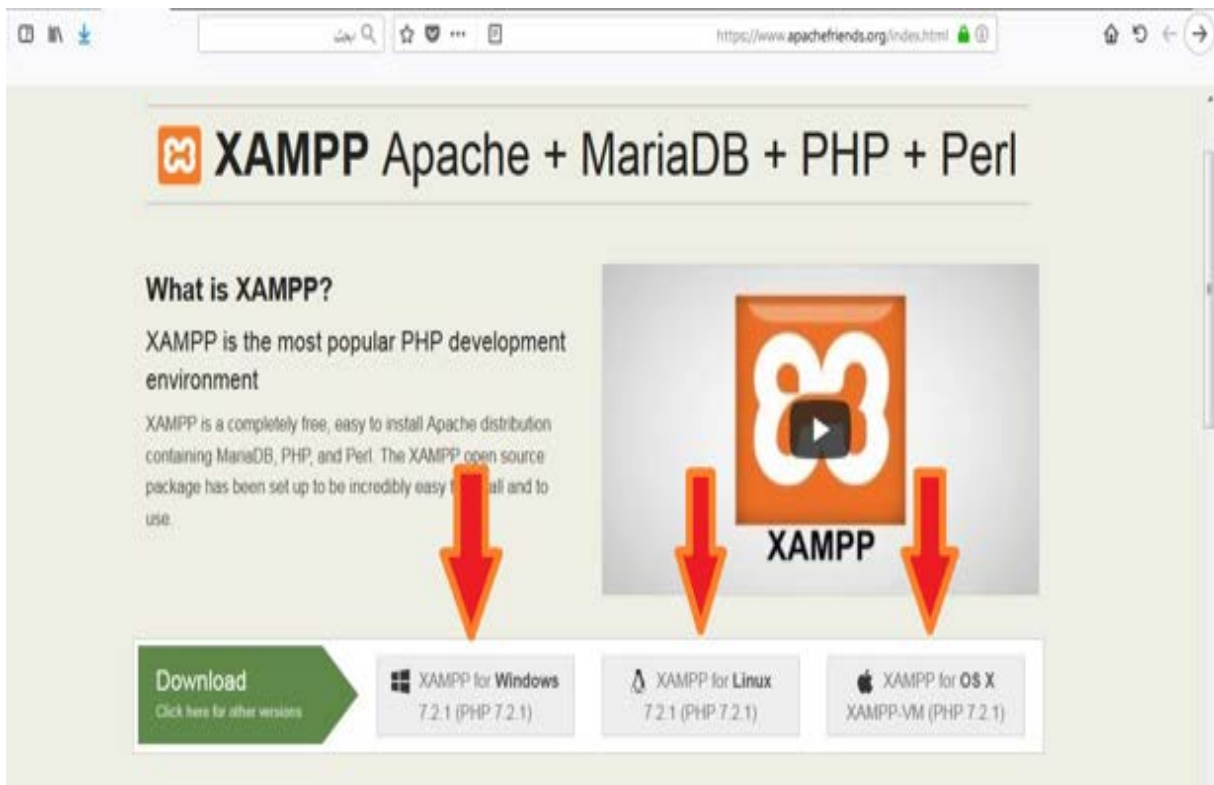 بحث
https://www.apachefriends.org/index.html
XAMPP Apache + MariaDB + PHP + Perl
What is XAMPP?
XAMPP is the most popular PHP development
environment
XAMPP is a completely free, easy to install Apache distribution
containing MariaDB, PHP, and Perl. The XAMPP open source
package has been set up to be incredibly easy all and to
use.
XAMPP
Download
Click here for other versions
XAMPP for Windows
7.2.1 (PHP 7.2.1)
XAMPP for Linux
7.2.1 (PHP 7.2.1)
XAMPP for OS X
XAMPP-VM (PHP 7.2.1)